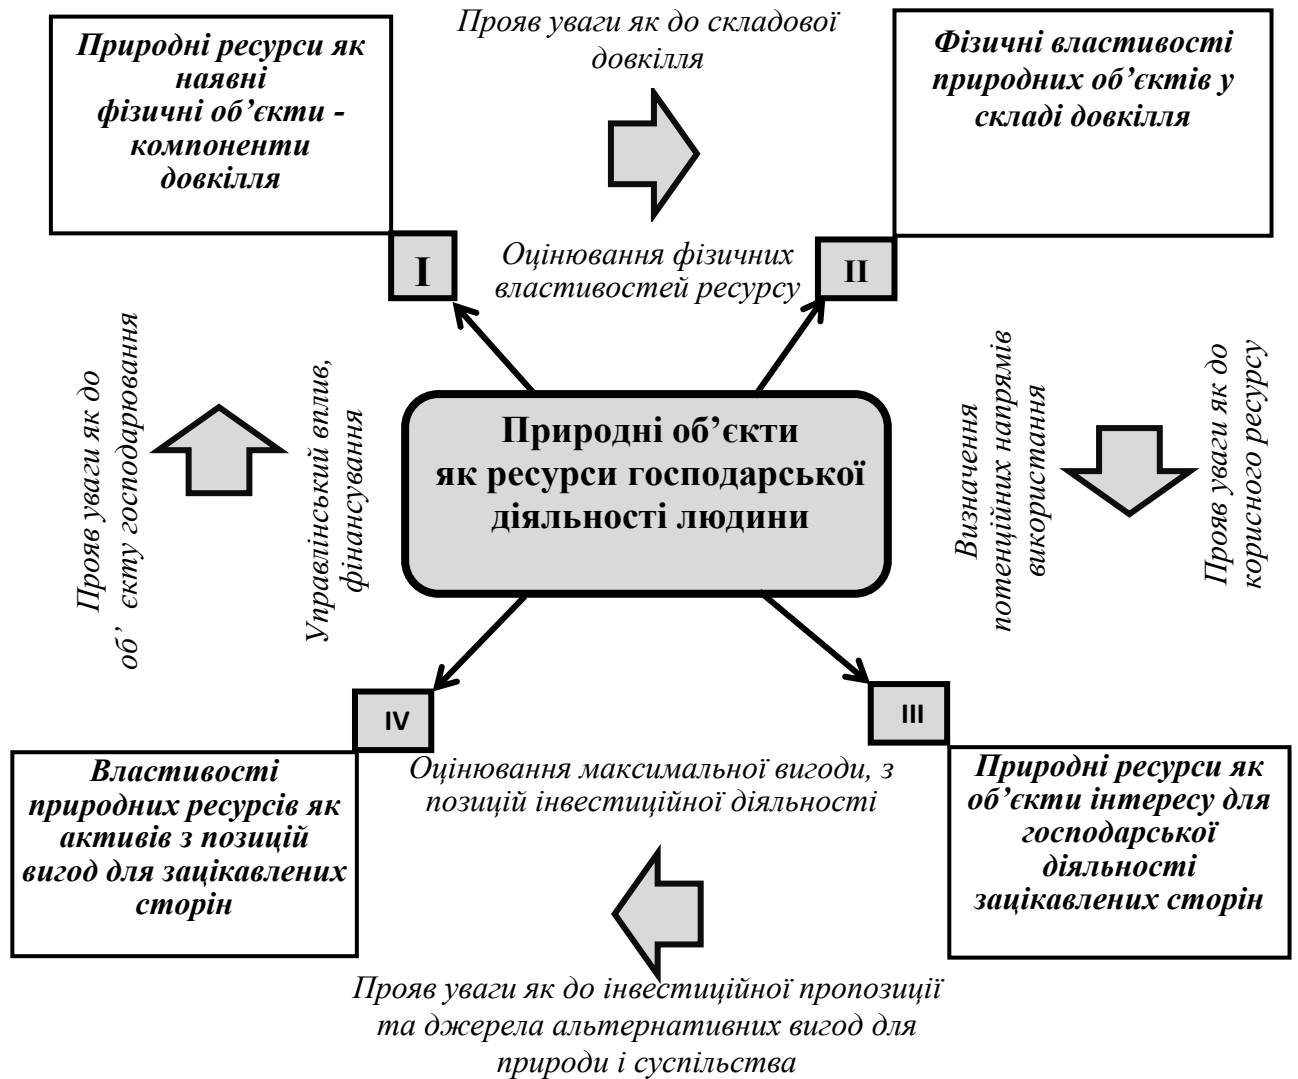 Природні ресурси як
наявні
фізичні об’єкти -
компоненти
довкілля
Прояв уваги як до складової
довкілля
Фізичні властивості
природних об’єктів у
складі довкілля
I
Оцінювання фізичних
властивостей ресурсу
II
Прояв уваги як до
об’ єкту господарювання
Управлінський вплив,
фінансування
Природні об’єкти
як ресурси господарської
діяльності людини
Визначення
потенційних напрямів
використання
Прояв уваги як до
корисного ресурсу
IV
III
Властивості
природних ресурсів як
активів з позицій
вигод для зацікавлених
сторін
Оцінювання максимальної вигоди, з
позицій інвестиційної діяльності
Природні ресурси як
об’єкти інтересу для
господарської
діяльності
зацікавлених сторін
Прояв уваги як до інвестиційної пропозиції
та джерела альтернативних вигод для
природи і суспільства